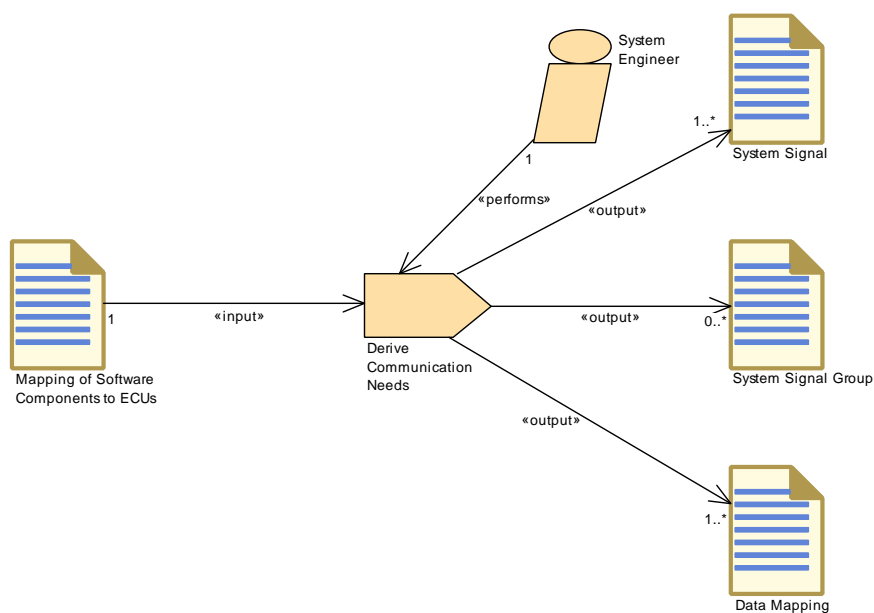 System
Engineer
1..*
System Signal
1
«performs»
«output»
1
«input»
«output»
0..*
Derive
Communication
Needs
Mapping of Software
Components to ECUs
System Signal Group
«output»
1..*
Data Mapping